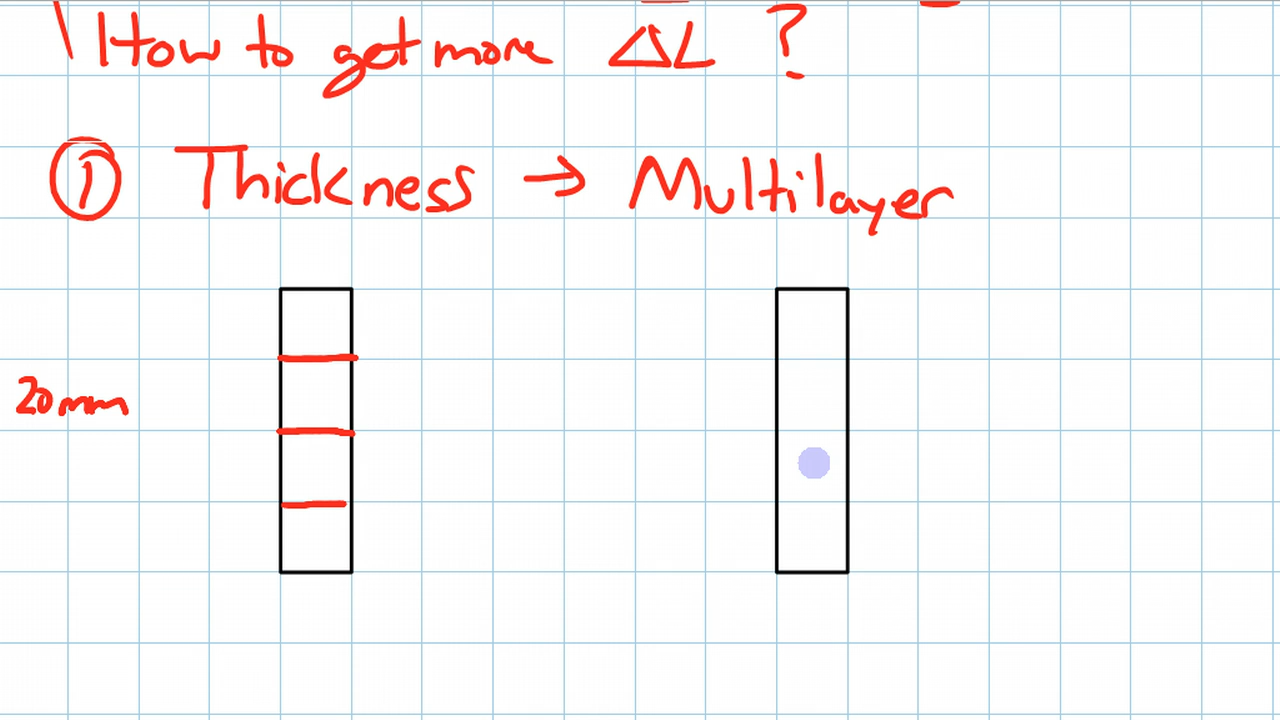 How to get more ΔL ?
① Thickness → Multilayer
20mm